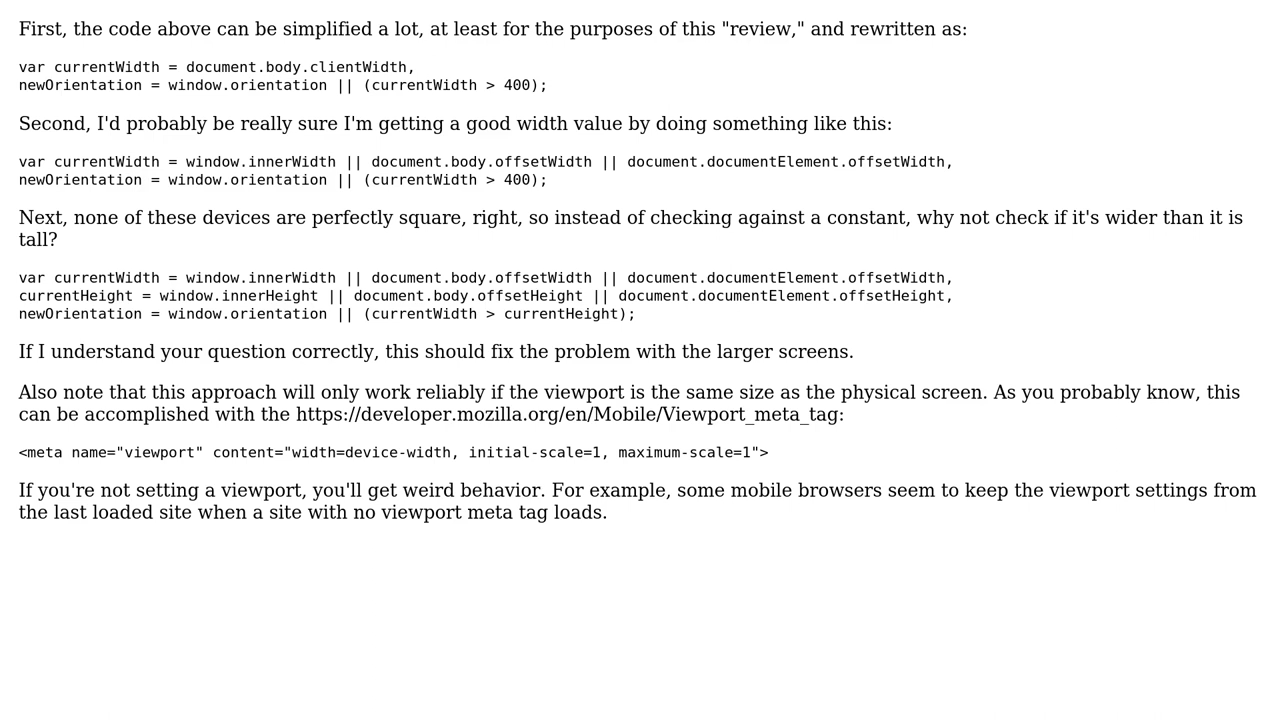 First, the code above can be simplified a lot, at least for the purposes of this "review," and rewritten as:
var currentWidth = document.body.clientWidth,
newOrientation = window.orientation || (currentWidth > 400);
Second, I'd probably be really sure I'm getting a good width value by doing something like this:
var currentWidth = window.innerWidth || document.body.offsetWidth || document.documentElement.offsetWidth,
newOrientation = window.orientation || (currentWidth > 400);
Next, none of these devices are perfectly square, right, so instead of checking against a constant, why not check if it's wider than it is
tall?
var currentWidth = window.innerWidth || document.body.offsetWidth || document.documentElement.offsetWidth,
currentHeight = window.innerHeight || document.body.offsetHeight || document.documentElement.offsetHeight,
newOrientation = window.orientation || (currentWidth > currentHeight);
If I understand your question correctly, this should fix the problem with the larger screens.
Also note that this approach will only work reliably if the viewport is the same size as the physical screen. As you probably know, this
can be accomplished with the https://developer.mozilla.org/en/Mobile/Viewport_meta_tag:
<meta name="viewport" content="width=device-width, initial-scale=1, maximum-scale=1">
If you're not setting a viewport, you'll get weird behavior. For example, some mobile browsers seem to keep the viewport settings from
the last loaded site when a site with no viewport meta tag loads.